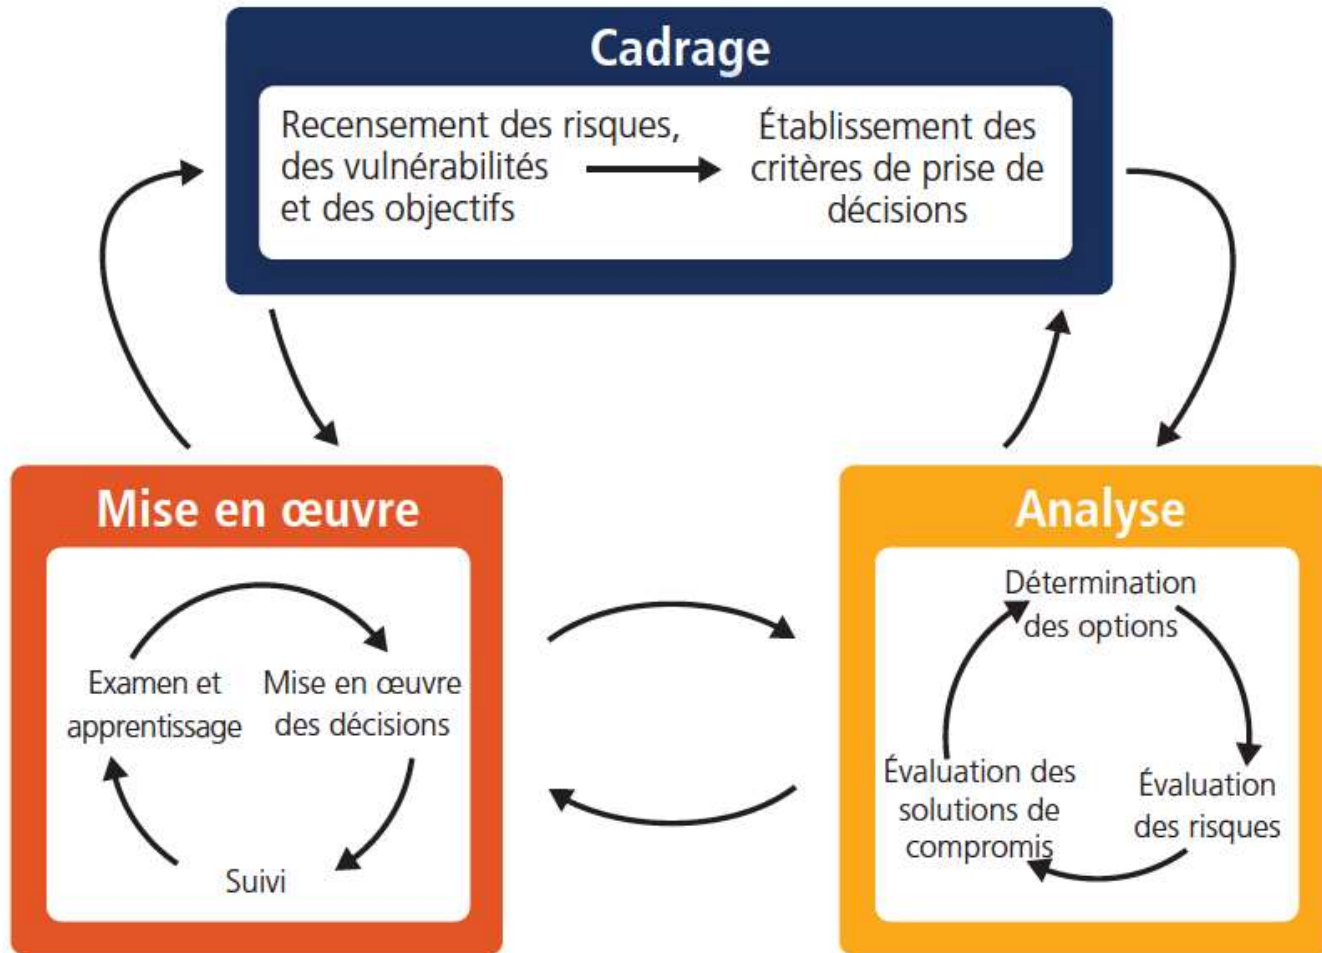 Cadrage
Recensement des risques,
des vulnérabilités
et des objectifs
Établissement des
critères de prise de
décisions
Mise en œuvre
Examen et
apprentissage
Mise en œuvre
des décisions
Suivi
Analyse
Détermination
des options
Évaluation des
solutions de
compromis
Évaluation
des risques